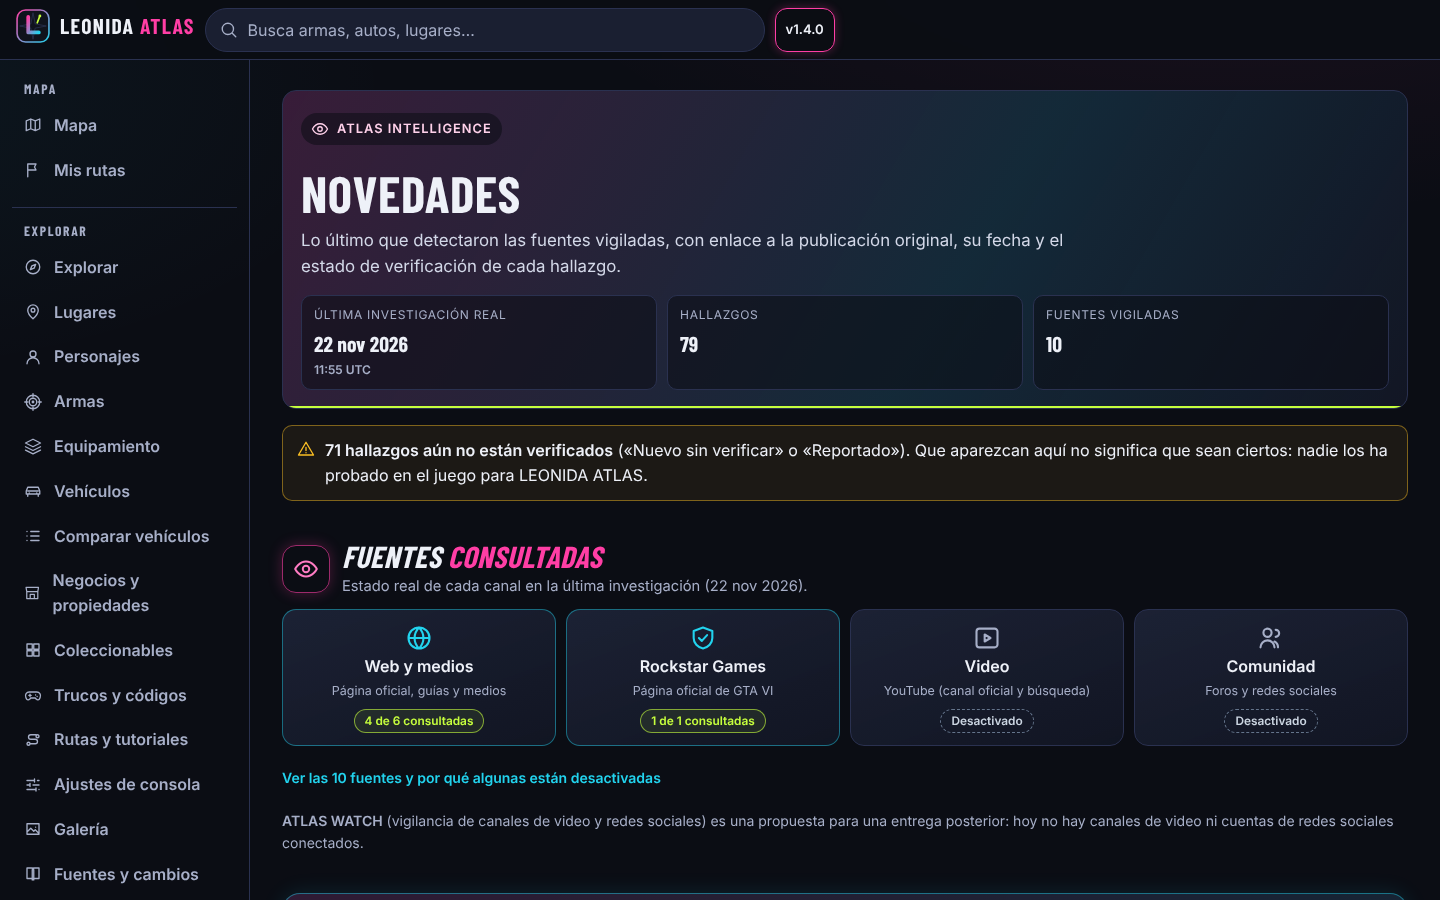 LEONIDA ATLAS
Busca armas, autos, lugares...
v1.4.0
MAPA
Mapa
Mis rutas
EXPLORAR
Explorar
Lugares
Personajes
Armas
Equipamiento
Vehículos
Comparar vehículos
Negocios y
propiedades
Coleccionables
Trucos y códigos
Rutas y tutoriales
Ajustes de consola
Galería
Fuentes y cambios
ATLAS INTELLIGENCE
NOVEDADES
Lo último que detectaron las fuentes vigiladas, con enlace a la publicación original, su fecha y el
estado de verificación de cada hallazgo.
ÚLTIMA INVESTIGACIÓN REAL
22 nov 2026
11:55 UTC
HALLAZGOS
79
FUENTES VIGILADAS
10
71 hallazgos aún no están verificados («Nuevo sin verificar» o «Reportado»). Que aparezcan aquí no significa que sean ciertos: nadie los ha
probado en el juego para LEONIDA ATLAS.
FUENTES CONSULTADAS
Estado real de cada canal en la última investigación (22 nov 2026).
Web y medios
Página oficial, guías y medios
4 de 6 consultadas
Rockstar Games
Página oficial de GTA VI
1 de 1 consultadas
Video
YouTube (canal oficial y búsqueda)
Desactivado
Comunidad
Foros y redes sociales
Desactivado
Ver las 10 fuentes y por qué algunas están desactivadas
ATLAS WATCH (vigilancia de canales de video y redes sociales) es una propuesta para una entrega posterior: hoy no hay canales de video ni cuentas de redes sociales
conectados.